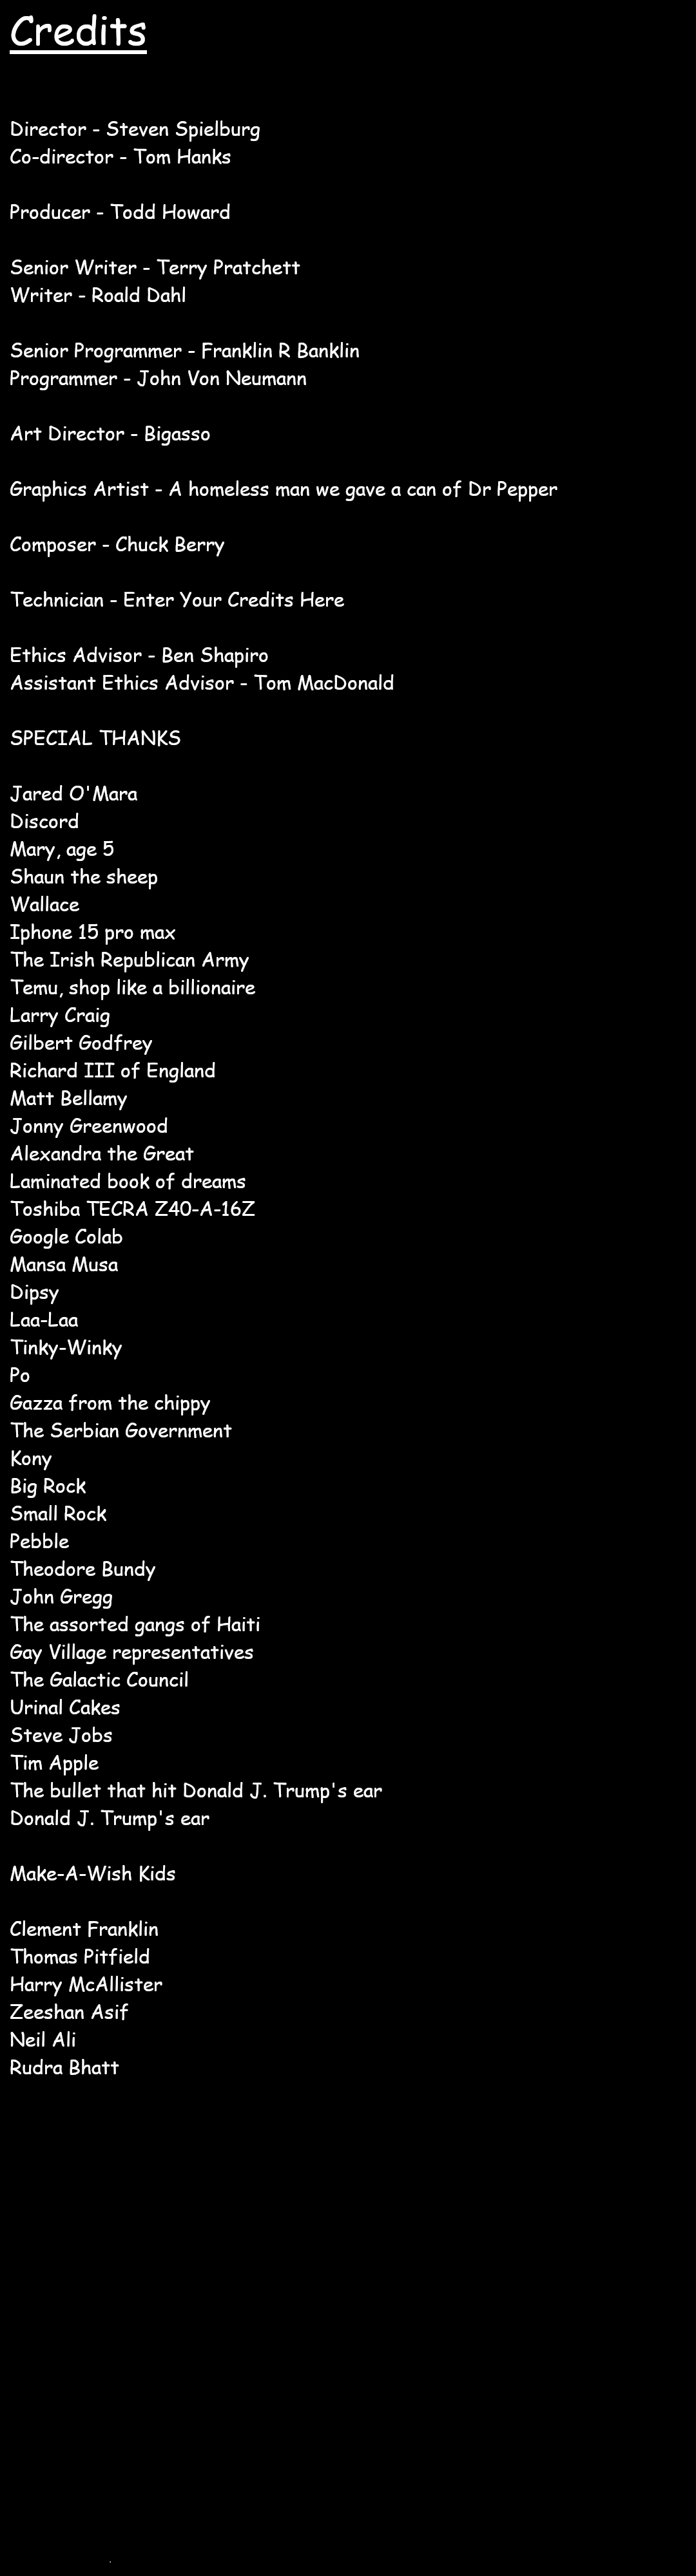 Credits
Director - Steven Spielburg
Co-director - Tom Hanks
Producer - Todd Howard
Senior Writer - Terry Pratchett
Writer - Roald Dahl
Senior Programmer - Franklin R Banklin
Programmer - John Von Neumann
Art Director - Bigasso
Graphics Artist - A homeless man we gave a can of Dr Pepper
Composer - Chuck Berry
Technician - Enter Your Credits Here
Ethics Advisor - Ben Shapiro
Assistant Ethics Advisor - Tom MacDonald
SPECIAL THANKS
Jared O'Mara
Discord
Mary, age 5
Shaun the sheep
Wallace
Iphone 15 pro max
The Irish Republican Army
Temu, shop like a billionaire
Larry Craig
Gilbert Godfrey
Richard III of England
Matt Bellamy
Jonny Greenwood
Alexandra the Great
Laminated book of dreams
Toshiba TECRA Z40-A-16Z
Google Colab
Mansa Musa
Dipsy
Laa-Laa
Tinky-Winky
Po
Gazza from the chippy
The Serbian Government
Kony
Big Rock
Small Rock
Pebble
Theodore Bundy
John Gregg
The assorted gangs of Haiti
Gay Village representatives
The Galactic Council
Urinal Cakes
Steve Jobs
Tim Apple
The bullet that hit Donald J. Trump's ear
Donald J. Trump's ear
Make-A-Wish Kids
Clement Franklin
Thomas Pitfield
Harry McAllister
Zeeshan Asif
Neil Ali
Rudra Bhatt